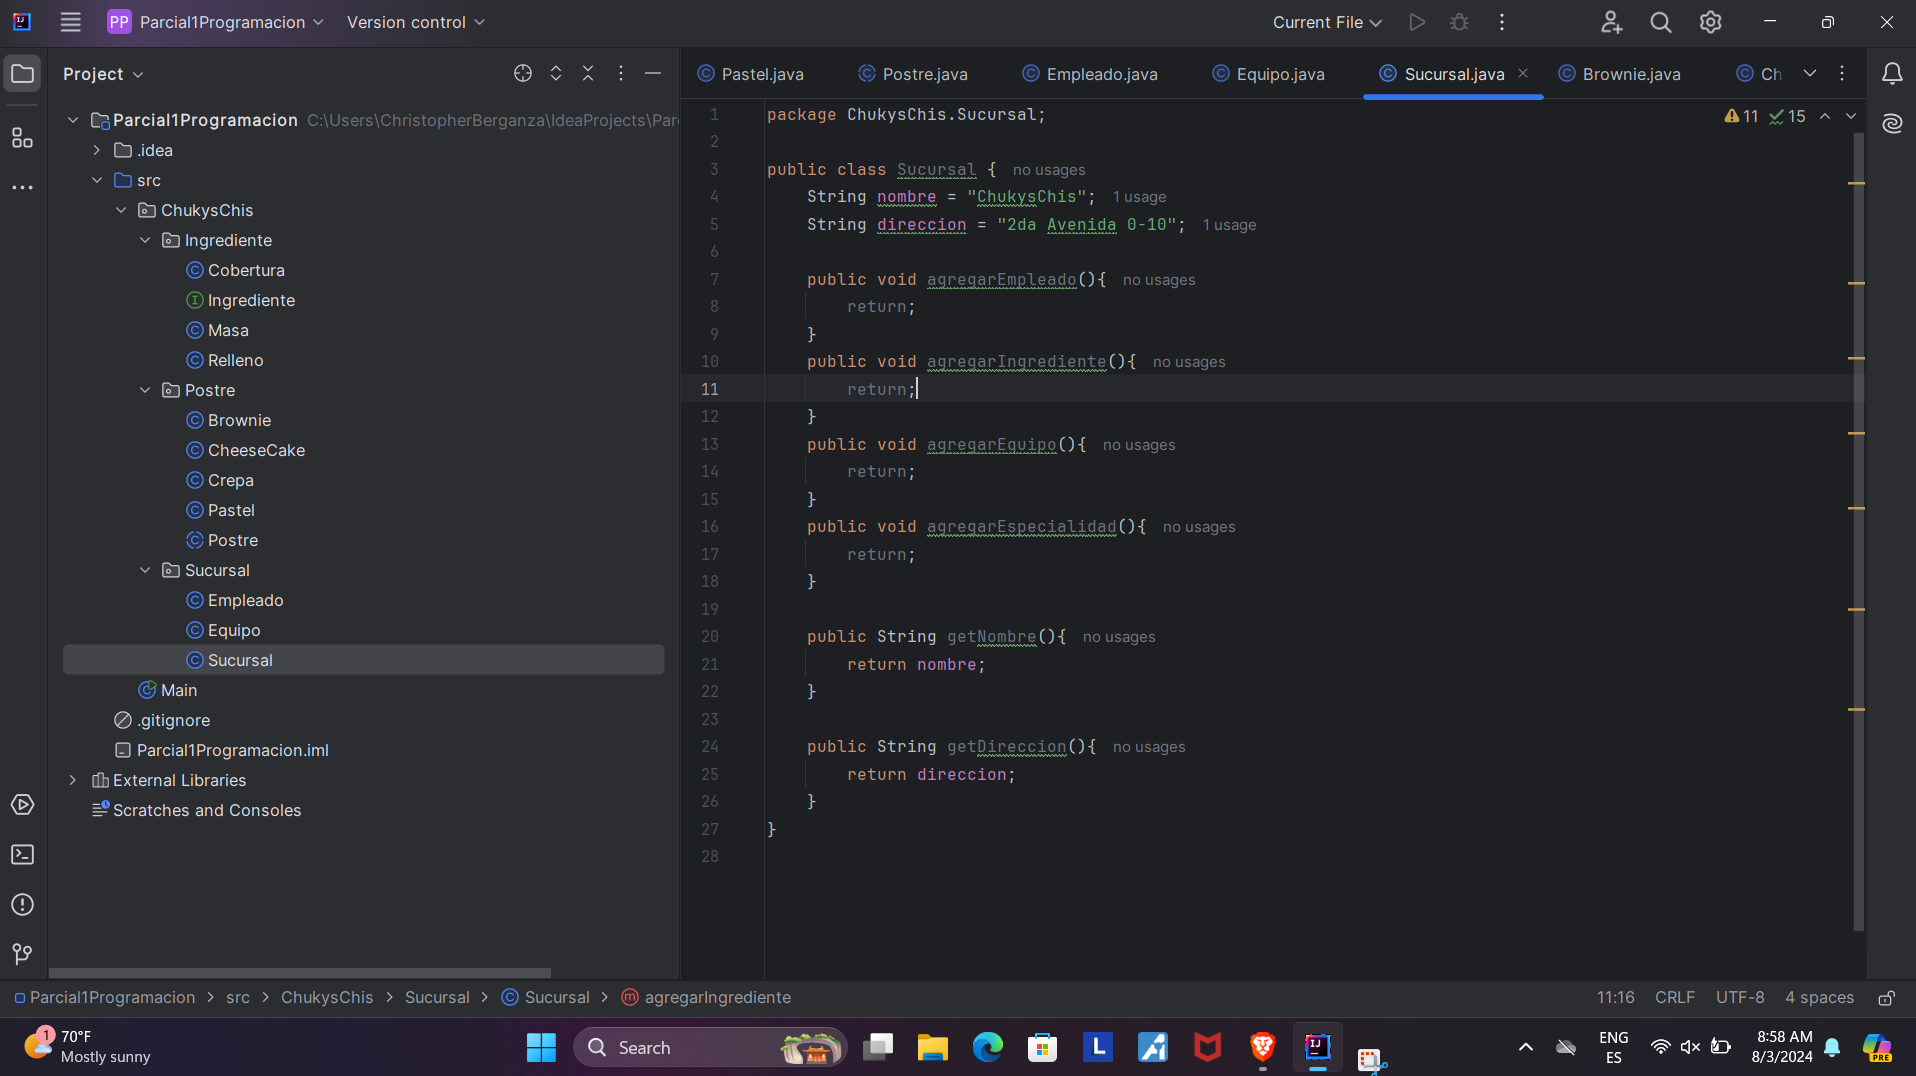 PP Parcial1Programacion Version control Current File
Project
Pastel.java Postre.java Empleado.java Equipo.java Sucursal.java Brownie.java Ch
Parcial1Programacion C:\Users\ChristopherBerganza\IdeaProjects\Par
.idea
src
ChukysChis
Ingrediente
Cobertura
Ingrediente
Masa
Relleno
Postre
Brownie
CheeseCake
Crepa
Pastel
Postre
Sucursal
Empleado
Equipo
Sucursal
Main
.gitignore
Parcial1Programacion.iml
External Libraries
Scratches and Consoles
11 15
1 package ChukysChis.Sucursal;
2
3 public class Sucursal { no usages
4 String nombre = "ChukysChis"; 1 usage
5 String direccion = "2da Avenida 0-10"; 1 usage
6
7 public void agregarEmpleado(){ no usages
8 return;
9 }
10 public void agregarIngrediente(){ no usages
11 return;
12 }
13 public void agregarEquipo(){ no usages
14 return;
15 }
16 public void agregarEspecialidad(){ no usages
17 return;
18 }
19
20 public String getNombre(){ no usages
21 return nombre;
22 }
23
24 public String getDireccion(){ no usages
25 return direccion;
26 }
27 }
28
Parcial1Programacion > src > ChukysChis > Sucursal > Sucursal > agregarIngrediente
11:16 CRLF UTF-8 4 spaces
1 70°F
Mostly sunny
Search
ENG
ES
8:58 AM
8/3/2024
PRE